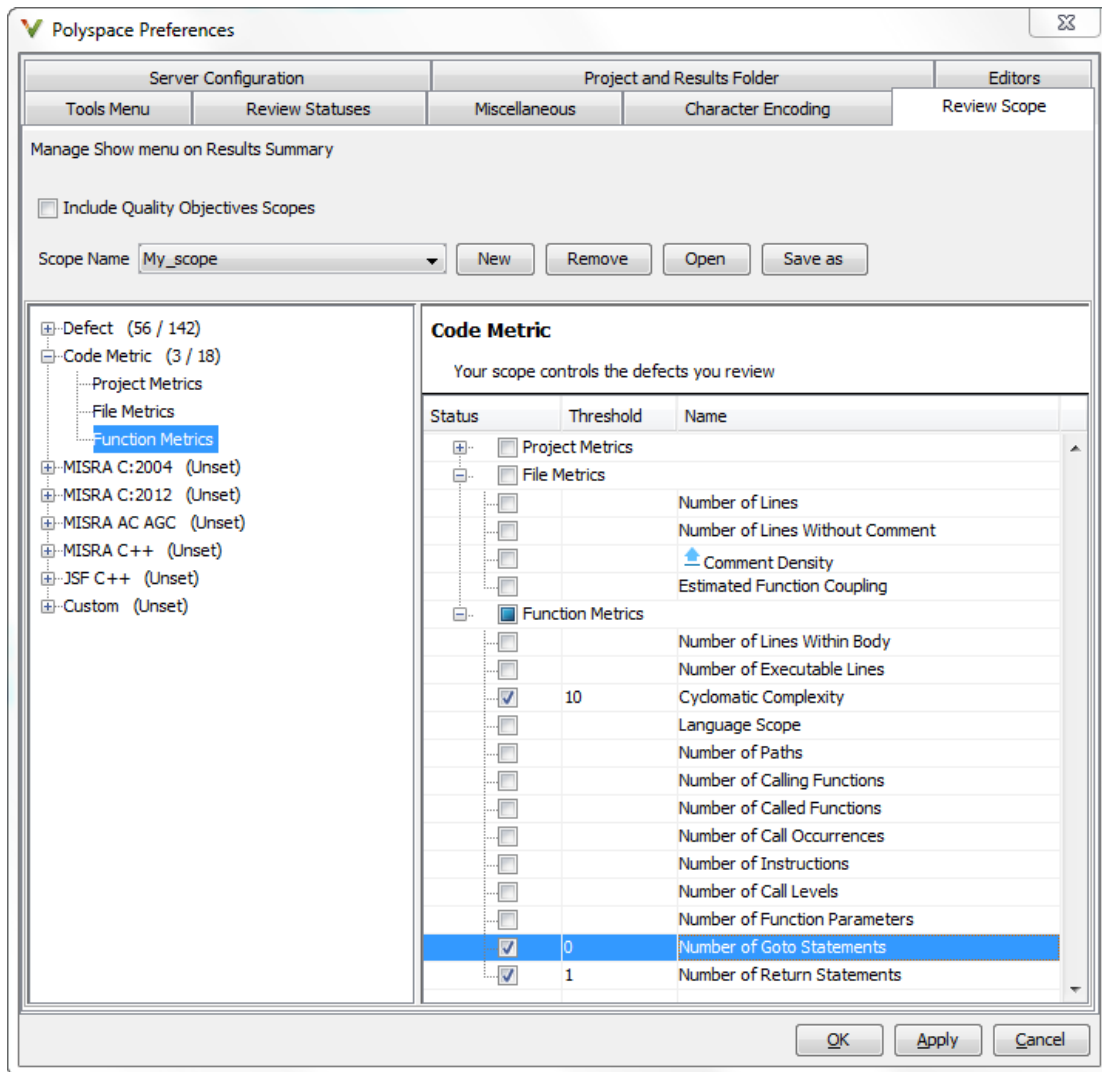 Polyspace Preferences
Server Configuration Project and Results Folder Editors
Tools Menu Review Statuses Miscellaneous Character Encoding Review Scope
Manage Show menu on Results Summary
Include Quality Objectives Scopes
Scope Name My_scope New Remove Open Save as
Defect (56 / 142)
Code Metric (3 / 18)
Project Metrics
File Metrics
Function Metrics
MISRA C:2004 (Unset)
MISRA C:2012 (Unset)
MISRA AC AGC (Unset)
MISRA C++ (Unset)
JSF C++ (Unset)
Custom (Unset)
Code Metric
Your scope controls the defects you review
Status Threshold Name
Project Metrics
File Metrics
Number of Lines
Number of Lines Without Comment
Comment Density
Estimated Function Coupling
Function Metrics
Number of Lines Within Body
Number of Executable Lines
10 Cyclomatic Complexity
Language Scope
Number of Paths
Number of Calling Functions
Number of Called Functions
Number of Call Occurrences
Number of Instructions
Number of Call Levels
Number of Function Parameters
0 Number of Goto Statements
1 Number of Return Statements
OK Apply Cancel